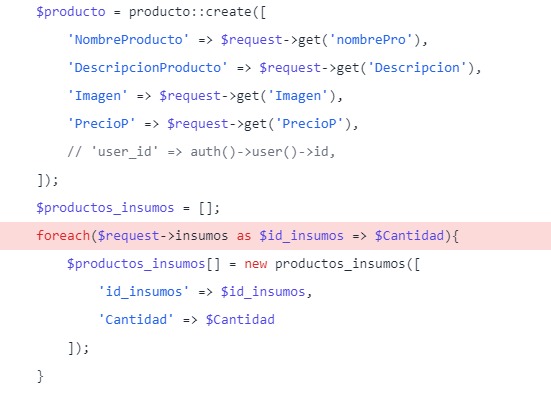 $producto = producto::create([
'NombreProducto' => $request->get('nombrePro'),
'DescripcionProducto' => $request->get('Descripcion'),
'Imagen' => $request->get('Imagen'),
'PrecioP' => $request->get('PrecioP'),
// 'user_id' => auth()->user()->id,
]);
$productos_insumos = [];
foreach($request->insumos as $id_insumos => $Cantidad){
$productos_insumos[] = new productos_insumos([
'id_insumos' => $id_insumos,
'Cantidad' => $Cantidad
]);
}